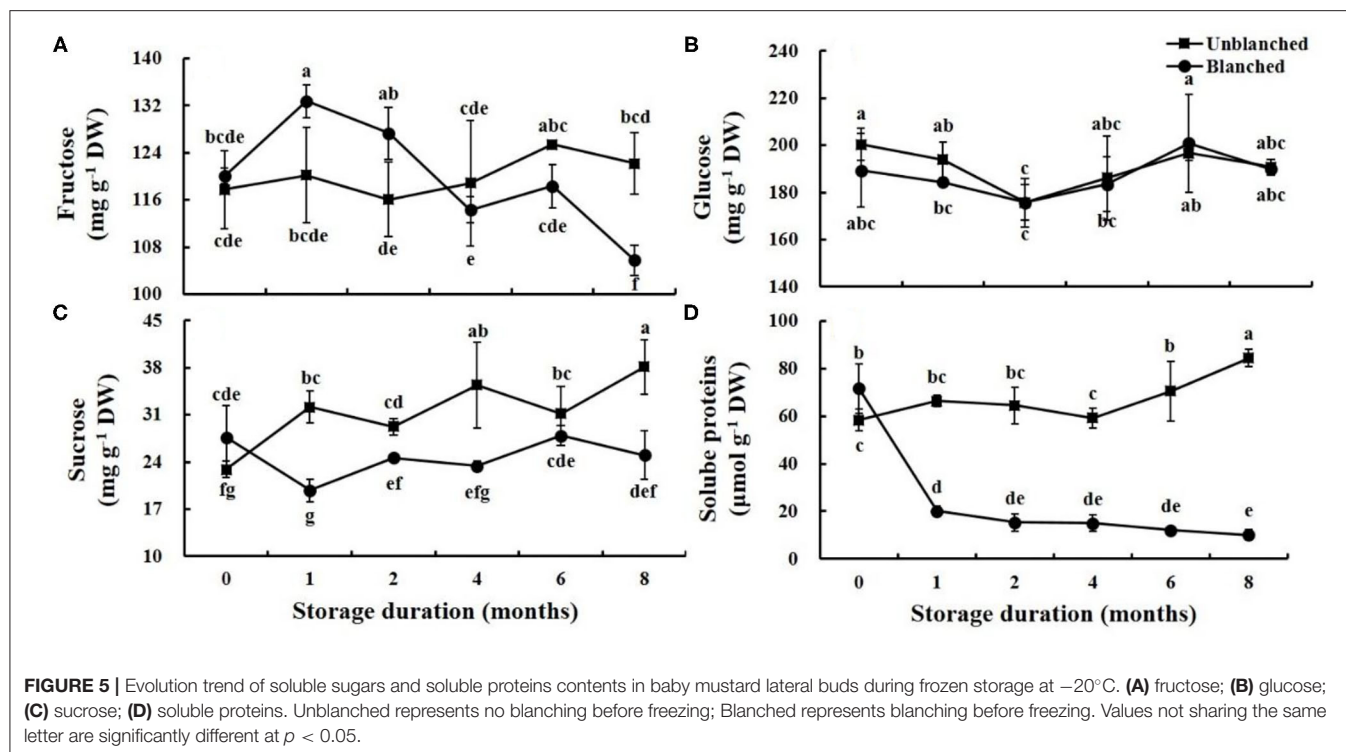 A
Fructose
(mg g⁻¹ DW)
140
132
124
116
108
100
bcde
a
ab
cde
abc
bcd
cde
bcde
de
e
cde
f
B
Glucose
(mg g⁻¹ DW)
240
220
200
180
160
140
Unblanched
Blanched
a
ab
c
abc
a
abc
abc
bc
c
bc
ab
abc
C
Sucrose
(mg g⁻¹ DW)
45
38
31
24
17
10
cde
bc
cd
ab
bc
a
fg
g
ef
efg
cde
def
0 1 2 4 6 8
Storage duration (months)
D
Solube proteins
(μmol g⁻¹ DW)
100
80
60
40
20
0
b
bc
bc
c
b
a
c
d
de
de
de
e
0 1 2 4 6 8
Storage duration (months)
FIGURE 5 | Evolution trend of soluble sugars and soluble proteins contents in baby mustard lateral buds during frozen storage at −20°C. (A) fructose; (B) glucose;
(C) sucrose; (D) soluble proteins. Unblanched represents no blanching before freezing; Blanched represents blanching before freezing. Values not sharing the same
letter are significantly different at p < 0.05.